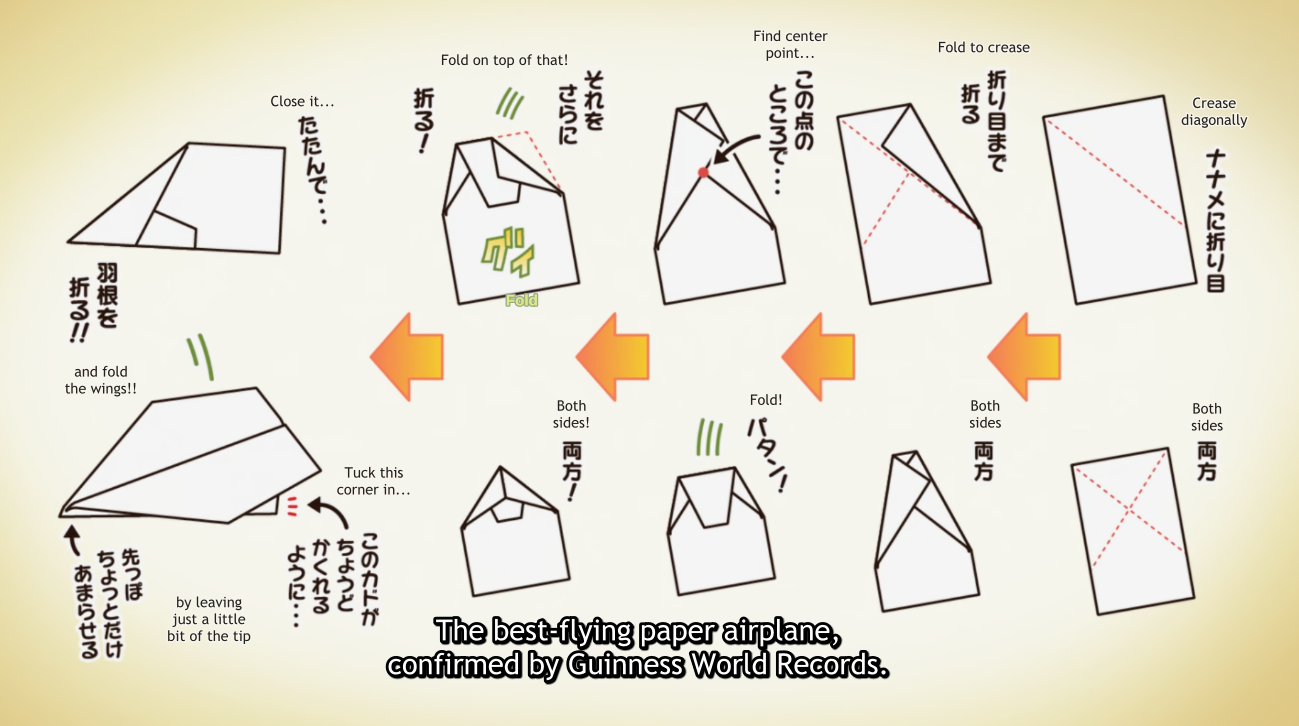 Crease
diagonally
ナナメに折り目
Both
sides
両方
Fold to crease
折り目まで
折る
Both
sides
両方
Find center
point...
この点の
ところで…
Fold!
パタン!
Fold on top of that!
それを
さらに
折る!
グイ
Fold
Both
sides!
両方!
Close it...
たたんで…
and fold
the wings!!
羽根を
折る!!
Tuck this
corner in...
このカドが
ちょうど
かくれる
ように…
by leaving
just a little
bit of the tip
先っぽ
ちょっとだけ
あまらせる
The best-flying paper airplane,
confirmed by Guinness World Records.